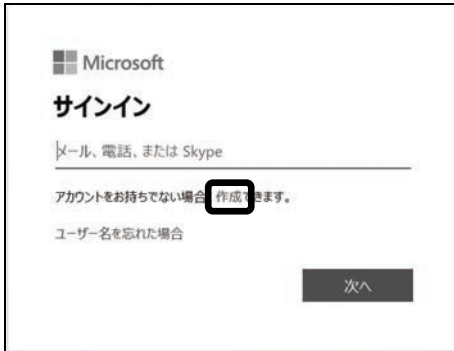 Microsoft
サインイン
メール、電話、または Skype
アカウントをお持ちでない場合、作成できます。
ユーザー名を忘れた場合
次へ